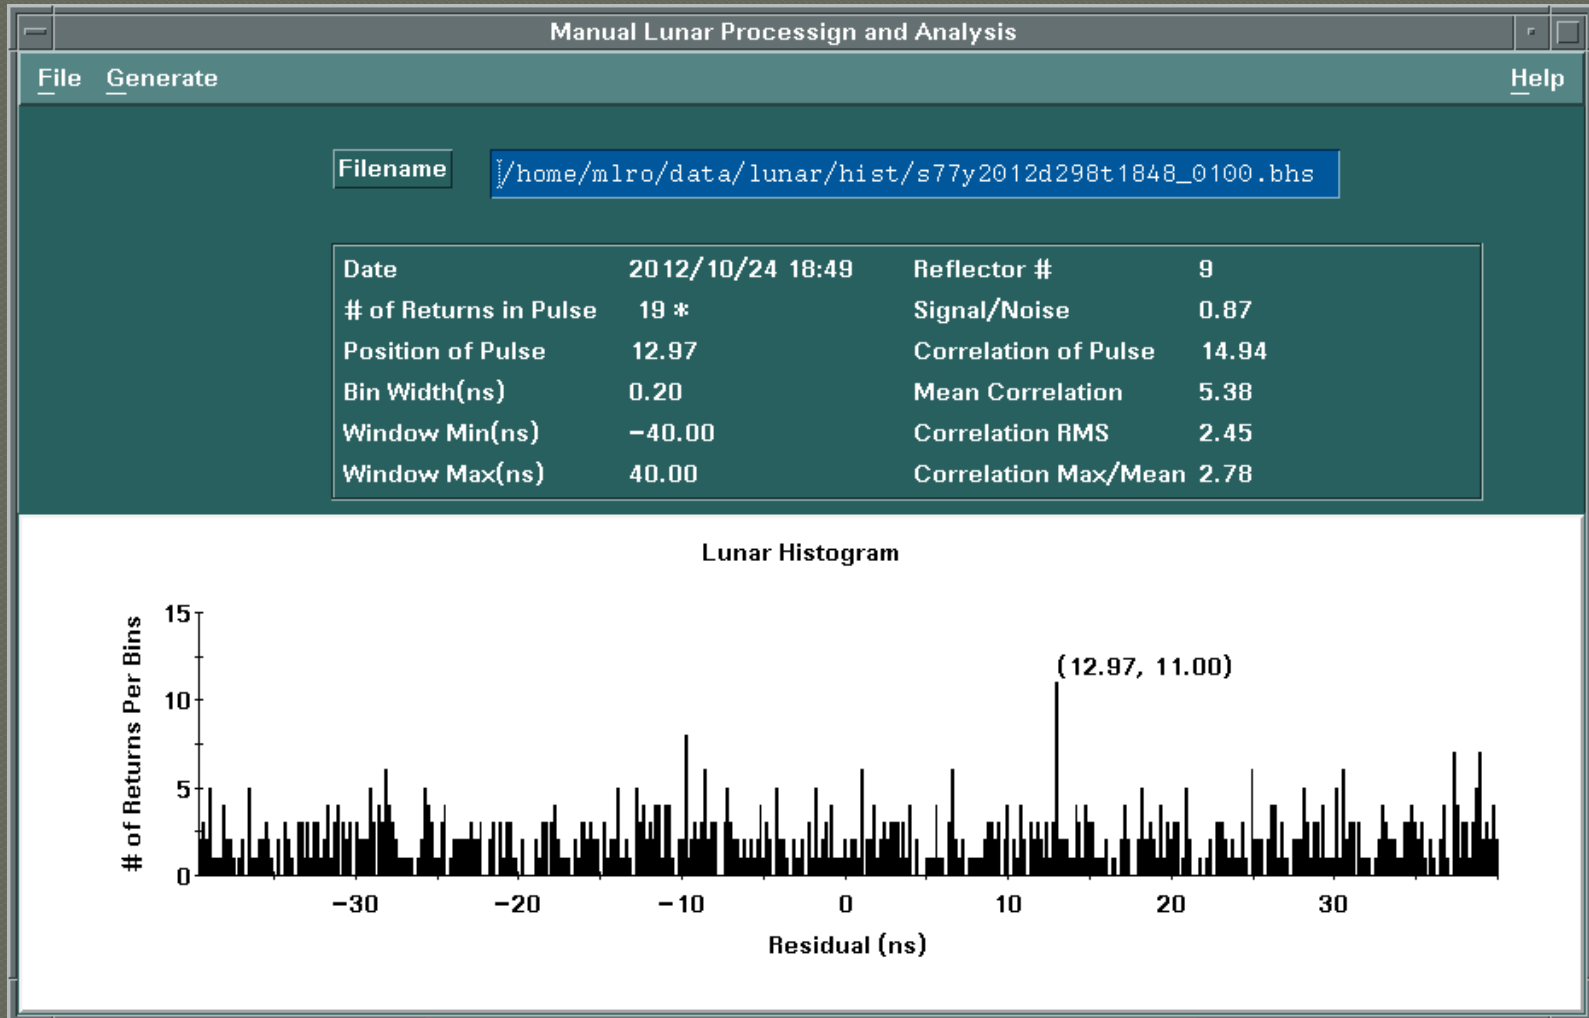 Manual Lunar Processign and Analysis
File Generate Help
Filename /home/mlro/data/lunar/hist/s77y2012d298t1848_0100.bhs
Date 2012/10/24 18:49 Reflector # 9
# of Returns in Pulse 19 * Signal/Noise 0.87
Position of Pulse 12.97 Correlation of Pulse 14.94
Bin Width(ns) 0.20 Mean Correlation 5.38
Window Min(ns) -40.00 Correlation RMS 2.45
Window Max(ns) 40.00 Correlation Max/Mean 2.78
Lunar Histogram
# of Returns Per Bins
15
10
5
0
(12.97, 11.00)
-30 -20 -10 0 10 20 30
Residual (ns)